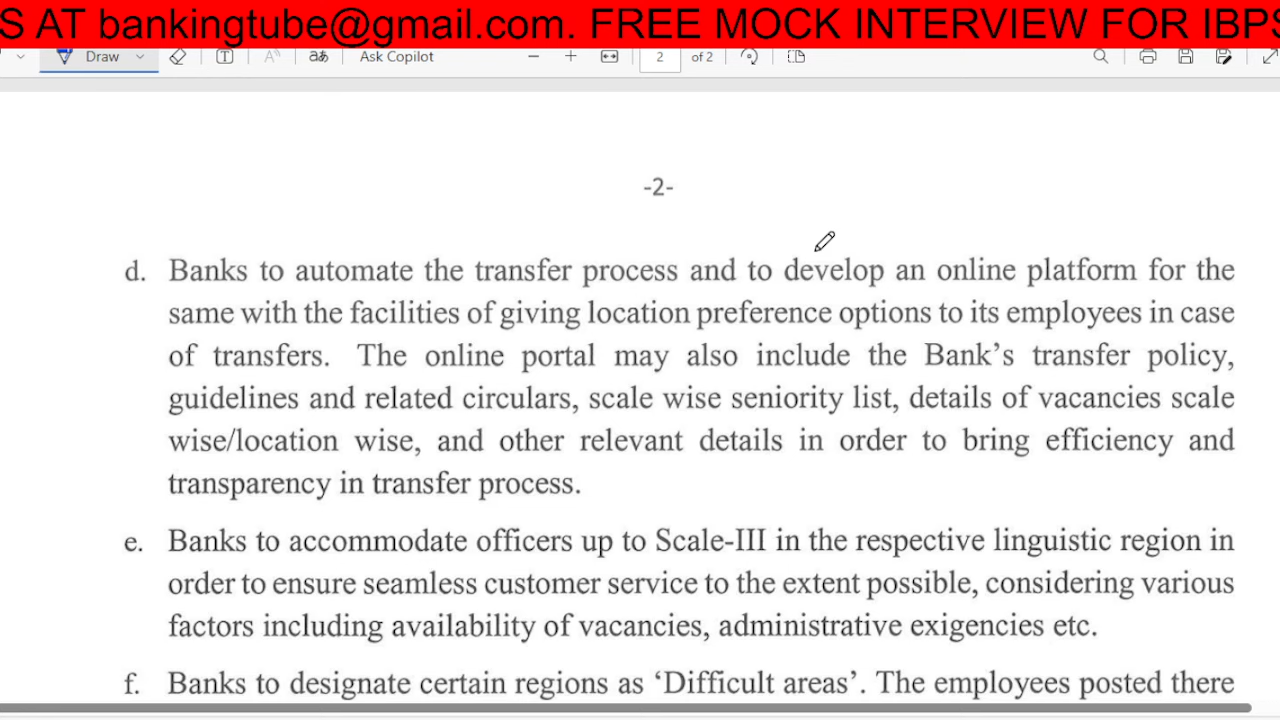 S AT bankingtube@gmail.com. FREE MOCK INTERVIEW FOR IBPS
Draw T A aあ Ask Copilot 2 of 2
-2-
d. Banks to automate the transfer process and to develop an online platform for the
same with the facilities of giving location preference options to its employees in case
of transfers. The online portal may also include the Bank’s transfer policy,
guidelines and related circulars, scale wise seniority list, details of vacancies scale
wise/location wise, and other relevant details in order to bring efficiency and
transparency in transfer process.
e. Banks to accommodate officers up to Scale-III in the respective linguistic region in
order to ensure seamless customer service to the extent possible, considering various
factors including availability of vacancies, administrative exigencies etc.
f. Banks to designate certain regions as ‘Difficult areas’. The employees posted there